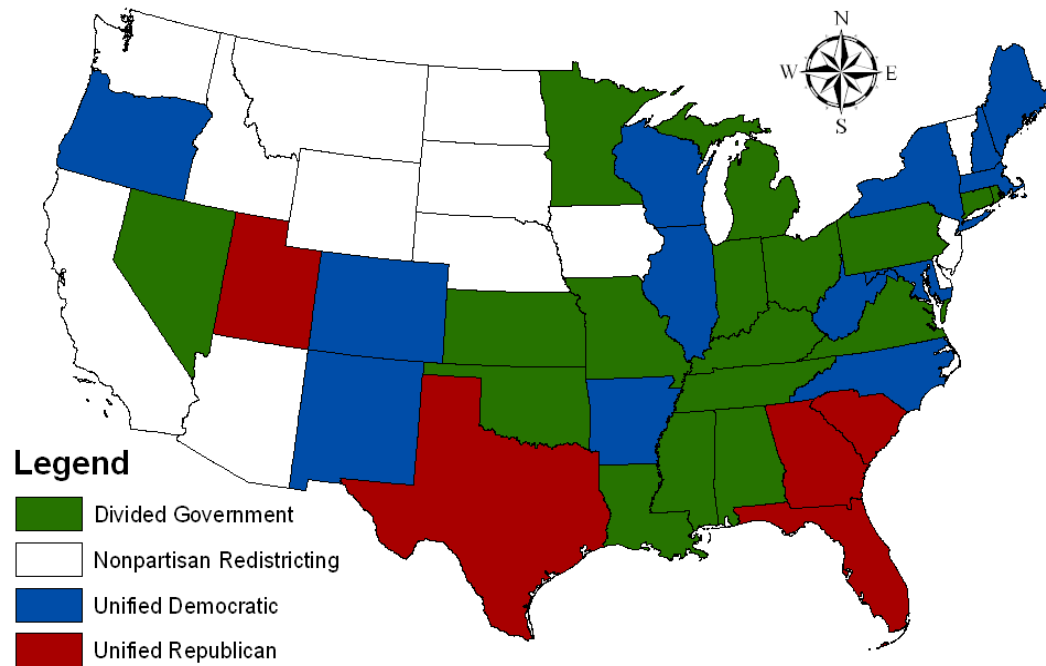 N
W E
S
Legend
Divided Government
Nonpartisan Redistricting
Unified Democratic
Unified Republican